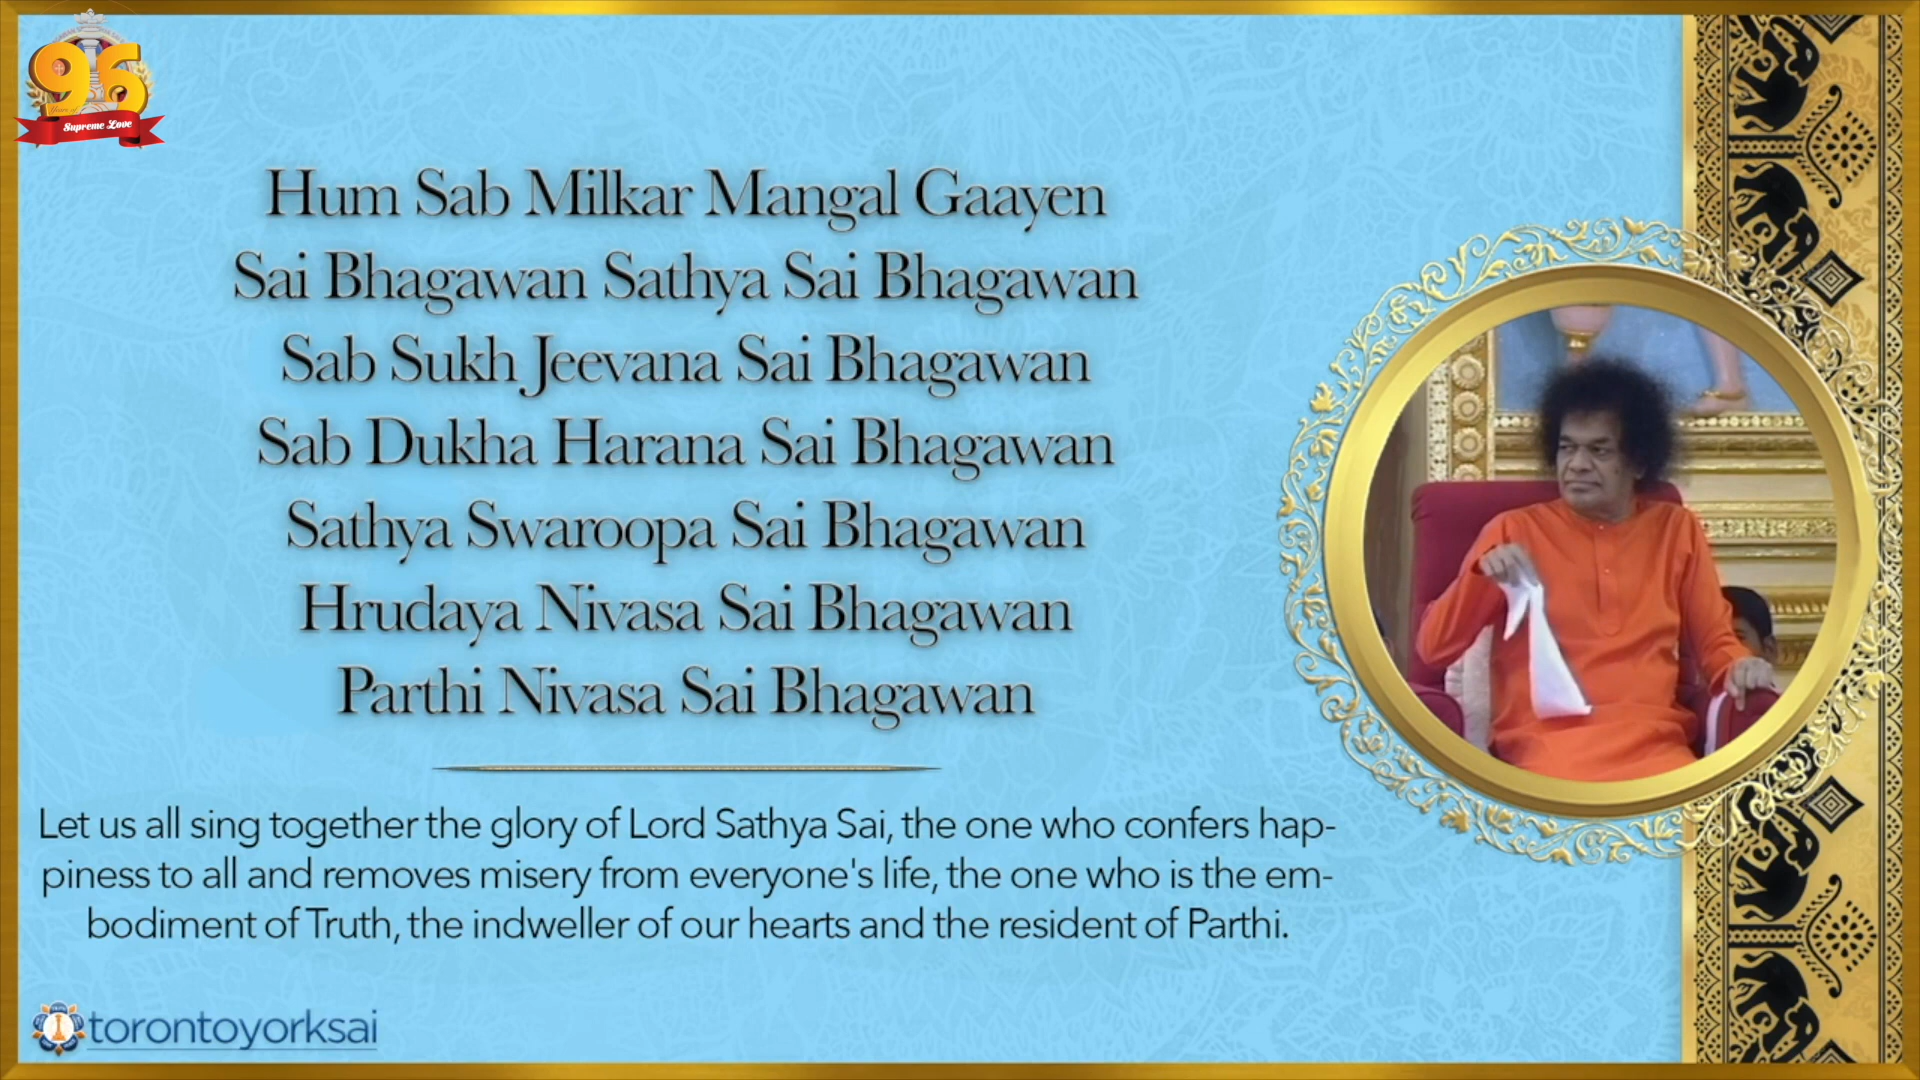 96
Years of
Supreme Love
Hum Sab Milkar Mangal Gaayen
Sai Bhagawan Sathya Sai Bhagawan
Sab Sukh Jeevana Sai Bhagawan
Sab Dukha Harana Sai Bhagawan
Sathya Swaroopa Sai Bhagawan
Hrudaya Nivasa Sai Bhagawan
Parthi Nivasa Sai Bhagawan
Let us all sing together the glory of Lord Sathya Sai, the one who confers hap-
piness to all and removes misery from everyone's life, the one who is the em-
bodiment of Truth, the indweller of our hearts and the resident of Parthi.
torontoyorksai